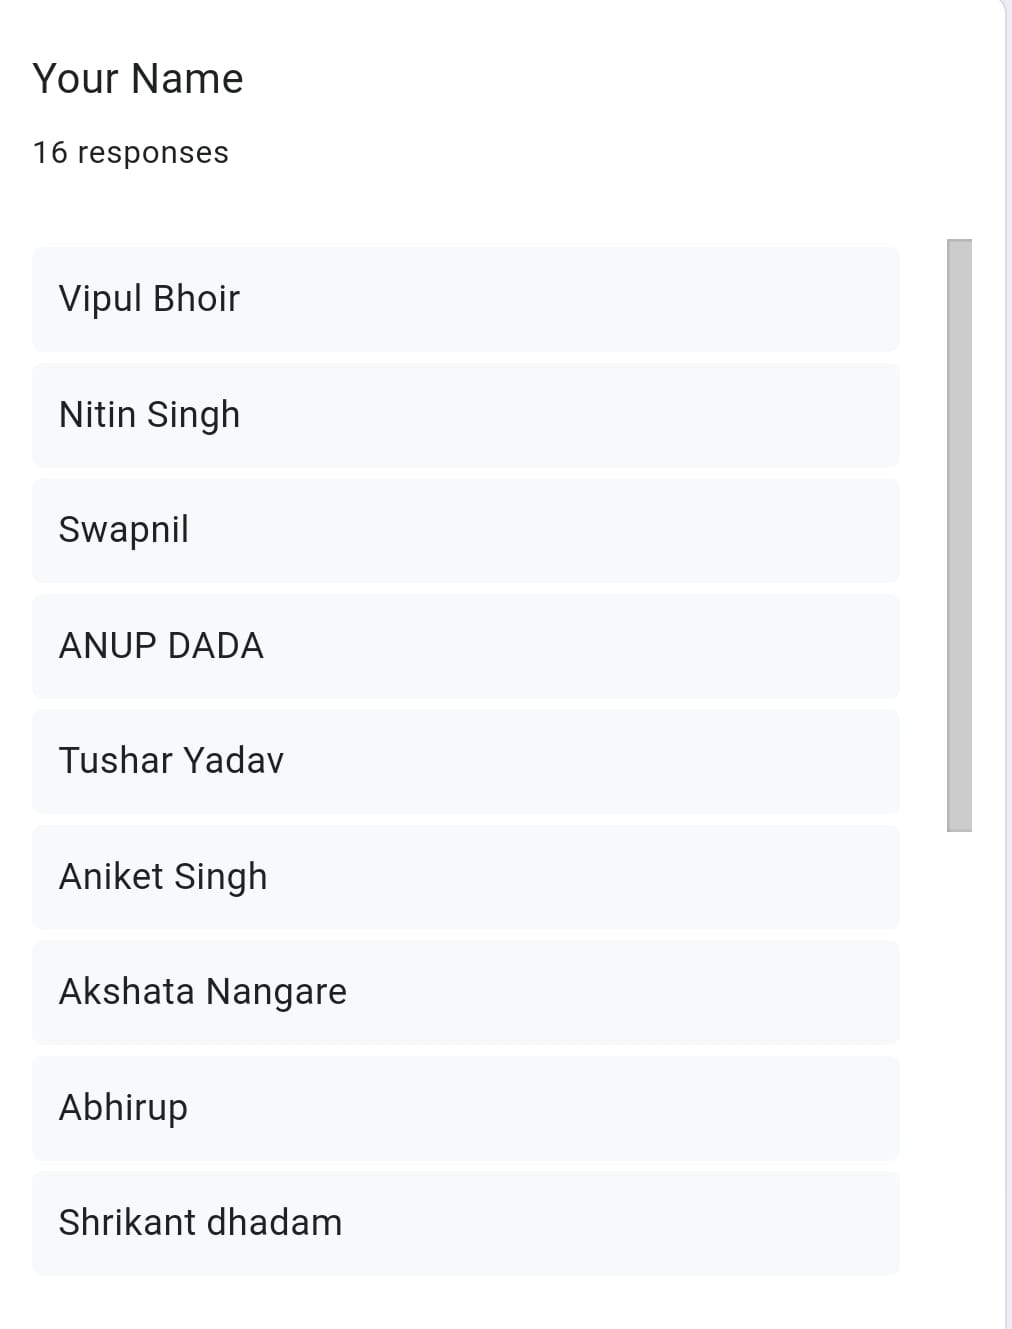 Your Name
16 responses
Vipul Bhoir
Nitin Singh
Swapnil
ANUP DADA
Tushar Yadav
Aniket Singh
Akshata Nangare
Abhirup
Shrikant dhadam